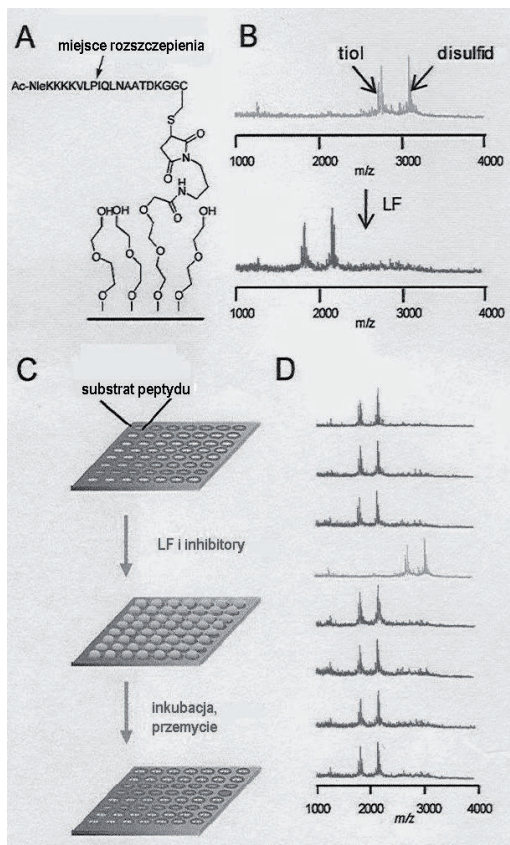 A
miejsce rozszczepienia
Ac-NleKKKKVLPIQLNAATDKGGC
S
O
N
O
H
N
O
O
OH
OH
OH
O
O
O
O
O
O
B
tiol
disulfid
1000 2000 3000 4000
m/z
LF
1000 2000 3000 4000
m/z
C
substrat peptydu
LF i inhibitory
inkubacja,
przemycie
D
1000 2000 3000 4000
m/z